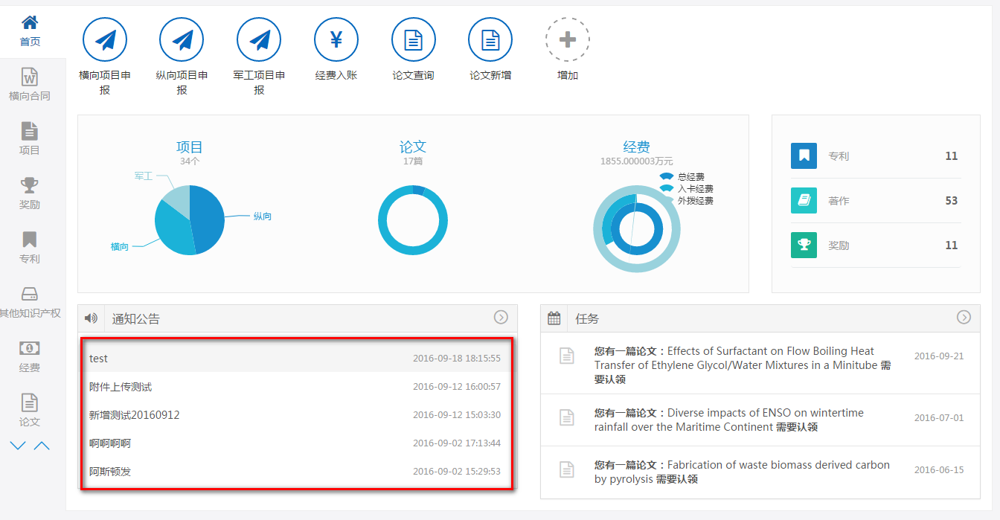 首页
横向合同
项目
奖励
专利
其他知识产权
经费
论文
横向项目申
报
纵向项目申
报
军工项目申
报
¥
经费入账
论文查询
论文新增
增加
项目
34个
军工
纵向
横向
论文
17篇
经费
1855.000003万元
总经费
入卡经费
外拨经费
专利 11
著作 53
奖励 11
通知公告
test 2016-09-18 18:15:55
附件上传测试 2016-09-12 16:00:57
新增测试20160912 2016-09-12 15:03:30
啊啊啊啊 2016-09-02 17:13:44
阿斯顿发 2016-09-02 15:29:53
任务
您有一篇论文：Effects of Surfactant on Flow Boiling Heat
Transfer of Ethylene Glycol/Water Mixtures in a Minitube 需
要认领
2016-09-21
您有一篇论文：Diverse impacts of ENSO on wintertime
rainfall over the Maritime Continent 需要认领
2016-07-01
您有一篇论文：Fabrication of waste biomass derived carbon
by pyrolysis 需要认领
2016-06-15